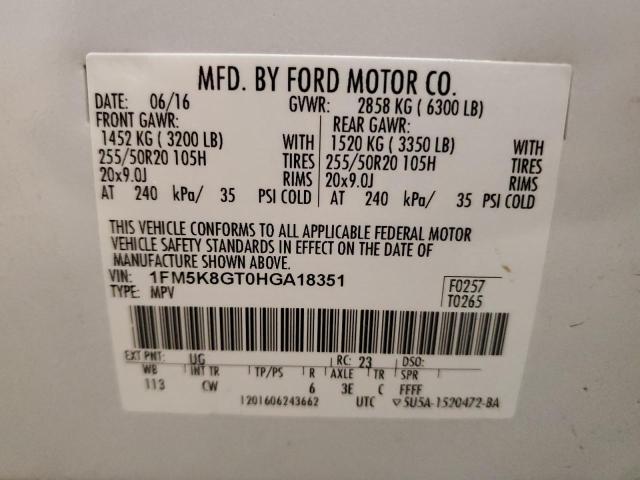 MFD. BY FORD MOTOR CO.
DATE: 06/16 GVWR: 2858 KG ( 6300 LB)
FRONT GAWR: REAR GAWR:
1452 KG ( 3200 LB) WITH 1520 KG ( 3350 LB) WITH
255/50R20 105H TIRES 255/50R20 105H TIRES
20x9.0J RIMS 20x9.0J RIMS
AT 240 kPa/ 35 PSI COLD AT 240 kPa/ 35 PSI COLD
THIS VEHICLE CONFORMS TO ALL APPLICABLE FEDERAL MOTOR
VEHICLE SAFETY STANDARDS IN EFFECT ON THE DATE OF
MANUFACTURE SHOWN ABOVE.
VIN: 1FM5K8GT0HGA18351 F0257
TYPE: MPV T0265
EXT PNT: UG RC: 23 DSO:
WB INT TR TP/PS R AXLE TR SPR
113 CW 6 3E C FFFF
1201606243662 UTC ▽5U5A-1520472-BA